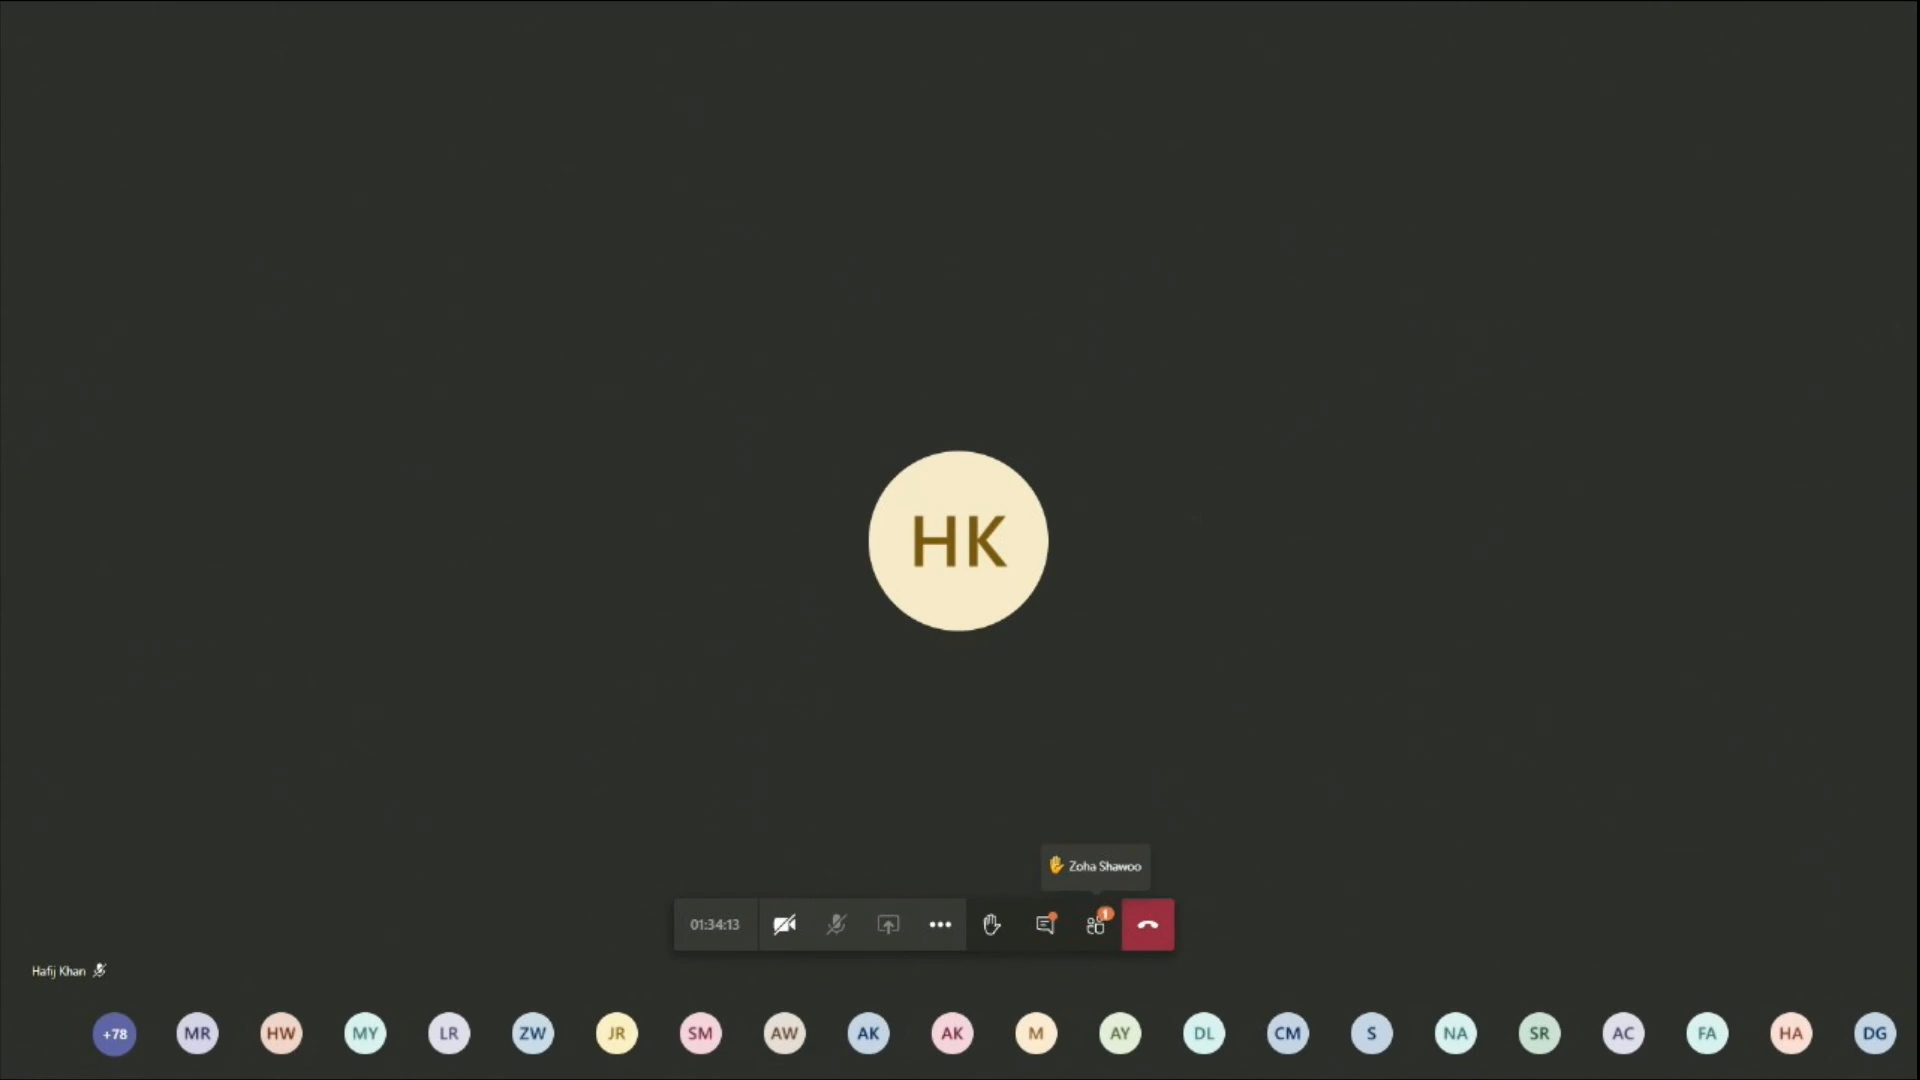 HK
Zoha Shawoo
01:34:13
1
Hafij Khan
+78 MR HW MY LR ZW JR SM AW AK AK M AY DL CM S NA SR AC FA HA DG